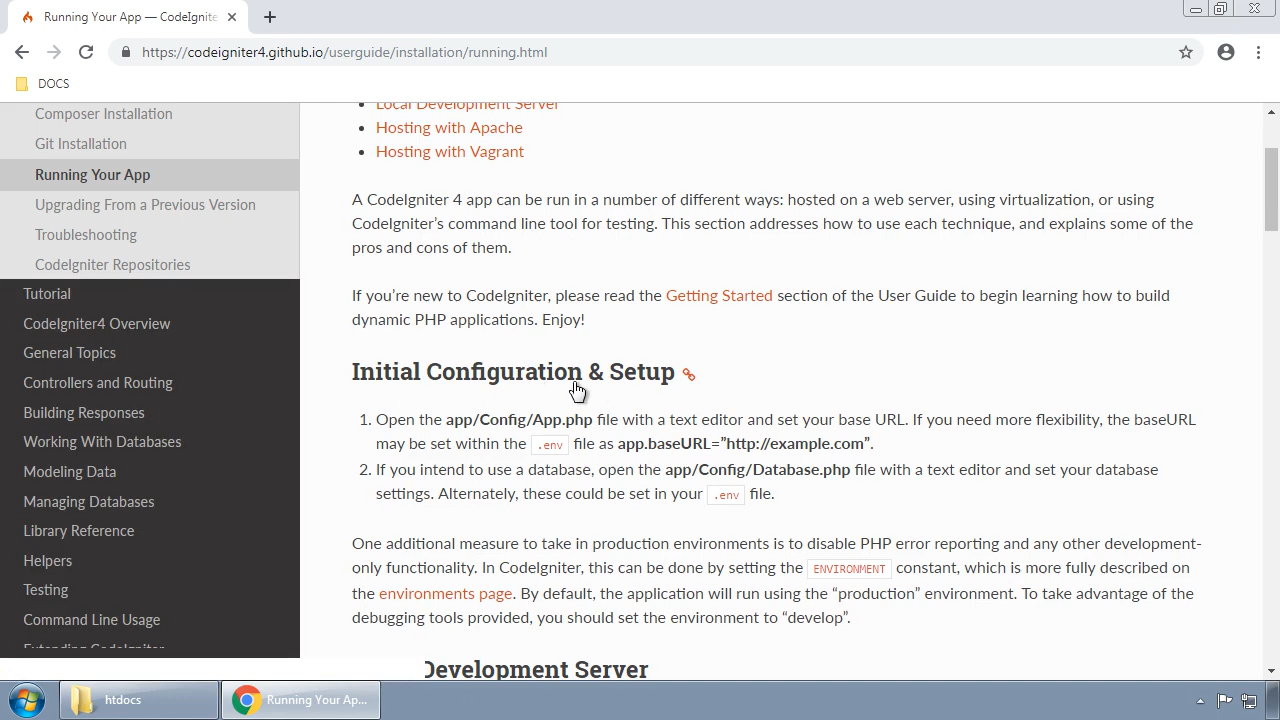 Running Your App — CodeIgnite
https://codeigniter4.github.io/userguide/installation/running.html
DOCS
Composer Installation
Git Installation
Running Your App
Upgrading From a Previous Version
Troubleshooting
CodeIgniter Repositories
Tutorial
CodeIgniter4 Overview
General Topics
Controllers and Routing
Building Responses
Working With Databases
Modeling Data
Managing Databases
Library Reference
Helpers
Testing
Command Line Usage
Extending CodeIgniter
Local Development Server
Hosting with Apache
Hosting with Vagrant
A CodeIgniter 4 app can be run in a number of different ways: hosted on a web server, using virtualization, or using
CodeIgniter’s command line tool for testing. This section addresses how to use each technique, and explains some of the
pros and cons of them.
If you’re new to CodeIgniter, please read the Getting Started section of the User Guide to begin learning how to build
dynamic PHP applications. Enjoy!
Initial Configuration & Setup
1. Open the app/Config/App.php file with a text editor and set your base URL. If you need more flexibility, the baseURL
may be set within the .env file as app.baseURL=”http://example.com”.
2. If you intend to use a database, open the app/Config/Database.php file with a text editor and set your database
settings. Alternately, these could be set in your .env file.
One additional measure to take in production environments is to disable PHP error reporting and any other development-
only functionality. In CodeIgniter, this can be done by setting the ENVIRONMENT constant, which is more fully described on
the environments page. By default, the application will run using the “production” environment. To take advantage of the
debugging tools provided, you should set the environment to “develop”.
Development Server
htdocs
Running Your Ap...